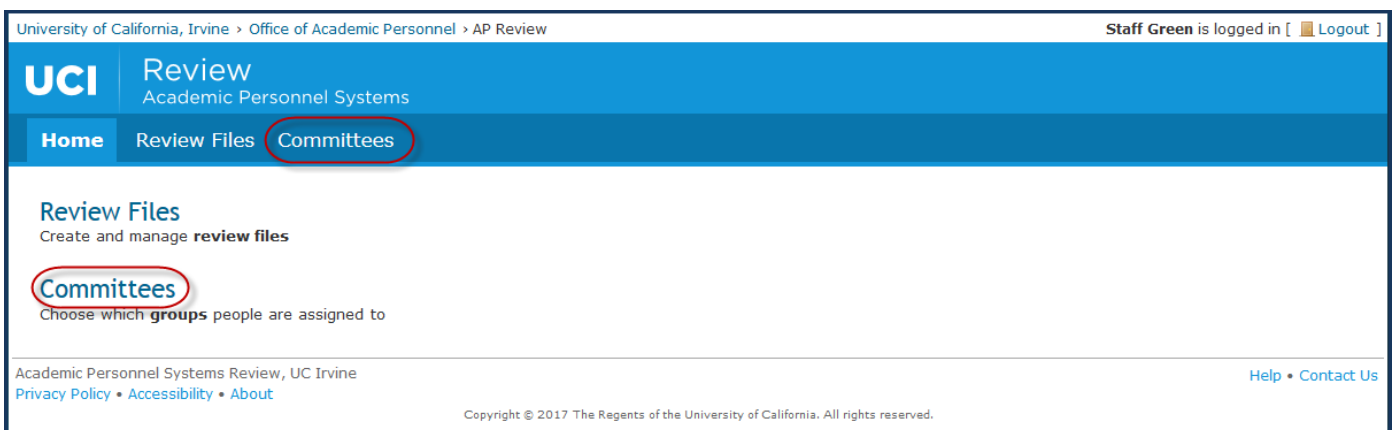 University of California, Irvine › Office of Academic Personnel › AP Review
Staff Green is logged in [ Logout ]
UCI
Review
Academic Personnel Systems
Home Review Files Committees
Review Files
Create and manage review files
Committees
Choose which groups people are assigned to
Academic Personnel Systems Review, UC Irvine
Help • Contact Us
Privacy Policy • Accessibility • About
Copyright © 2017 The Regents of the University of California. All rights reserved.